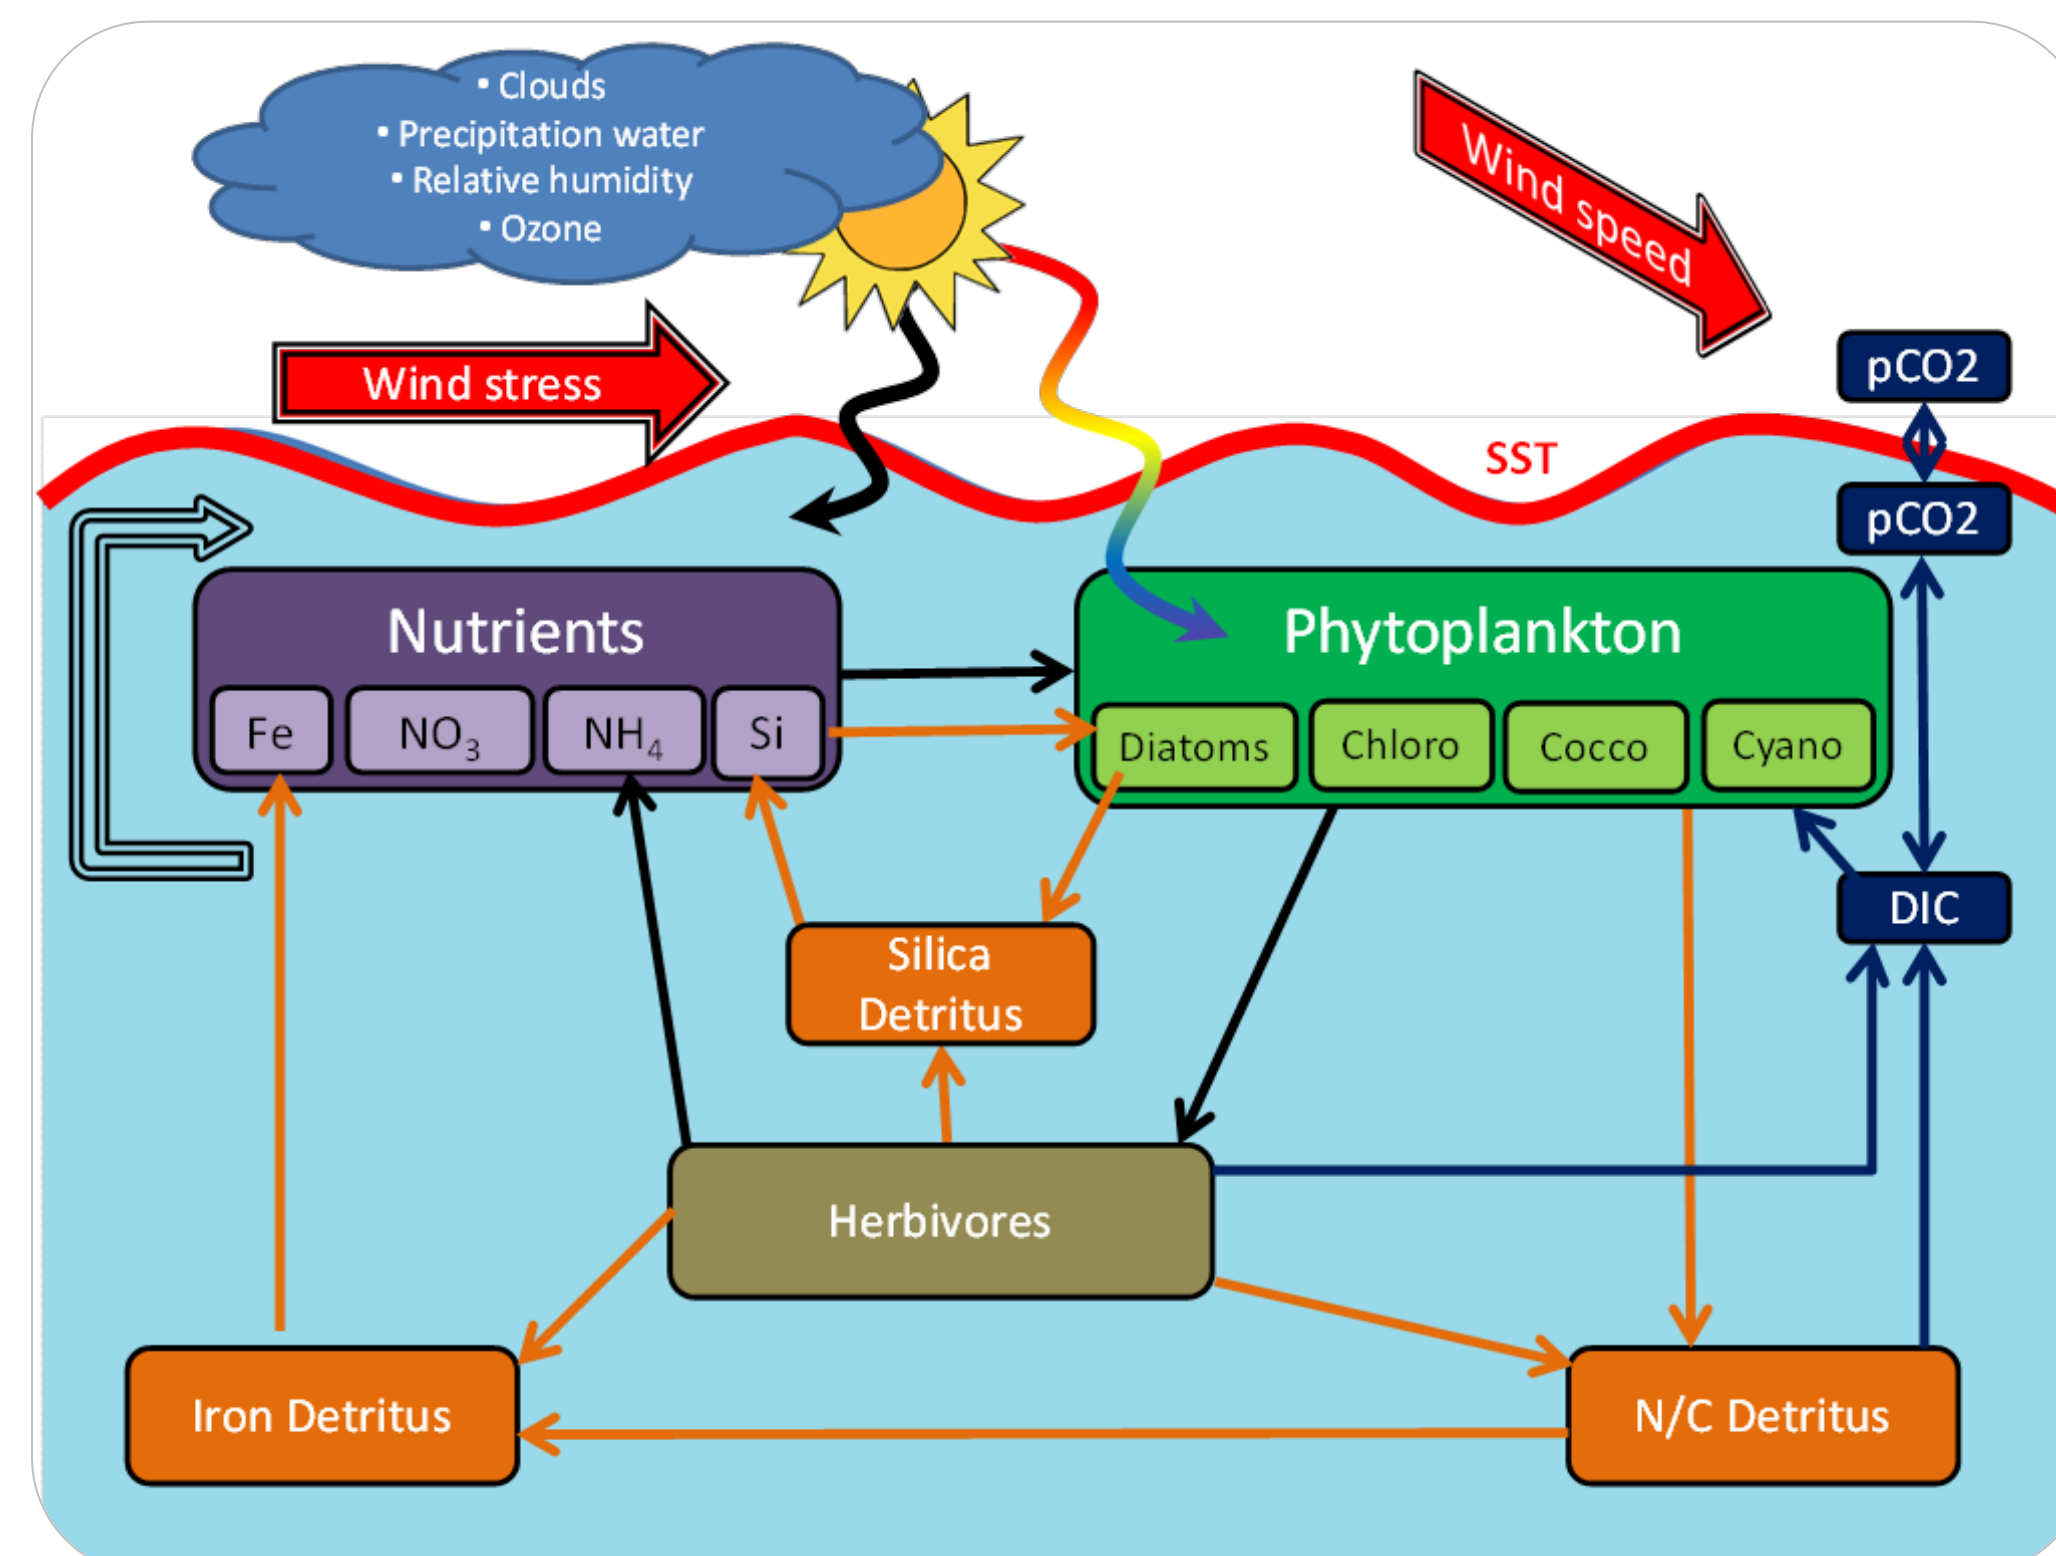 ▪ Clouds
▪ Precipitation water
▪ Relative humidity
▪ Ozone
Wind speed
Wind stress
pCO2
SST
pCO2
Nutrients
Phytoplankton
Fe
NO₃
NH₄
Si
Diatoms
Chloro
Cocco
Cyano
DIC
Silica
Detritus
Herbivores
Iron Detritus
N/C Detritus